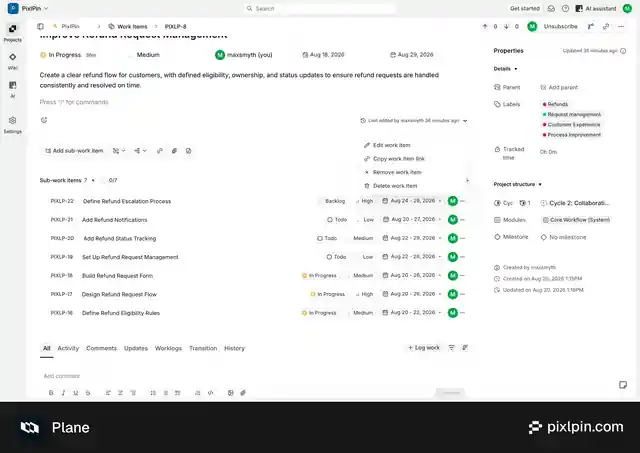 PixlPin
Search
Get started
AI assistant
M
Projects
Wiki
AI
Settings
PixlPin > Work Items > PIXLP-8
0
0
M
Unsubscribe
Improve Refund Request Management
In Progress
Medium
M maxsmyth (you)
Aug 18, 2026
Aug 29, 2026
Create a clear refund flow for customers, with defined eligibility, ownership, and status updates to ensure refund requests are handled
consistently and resolved on time.
Press '/' for commands
Last edited by maxsmyth 36 minutes ago
Add sub-work item
Edit work item
Copy work item link
Remove work item
Delete work item
Sub-work items 7 0/7
PIXLP-22 Define Refund Escalation Process Backlog High Aug 24 - 28, 2026 M
PIXLP-21 Add Refund Notifications Todo Low Aug 20 - 27, 2026 M
PIXLP-20 Add Refund Status Tracking Todo Medium Aug 22 - 29, 2026 M
PIXLP-19 Set Up Refund Request Management Todo Low Aug 22 - 28, 2026 M
PIXLP-18 Build Refund Request Form In Progress Medium Aug 20 - 26, 2026 M
PIXLP-17 Design Refund Request Flow In Progress High Aug 20 - 25, 2026 M
PIXLP-16 Define Refund Eligibility Rules In Progress Medium Aug 20 - 22, 2026 M
All Activity Comments Updates Worklogs Transition History
Log work
Add comment
B I U S
Properties
Updated 35 minutes ago
Details
Parent Add parent
Labels Refunds
Request management
Customer Experience
Process Improvement
Tracked
time
0h 0m
Project structure
Cyc 1 Cycle 2: Collaborati...
Modules Core Workflow (System)
Milestone No milestone
Created by maxsmyth
Created on Aug 20, 2026 1:15PM
Updated on Aug 20, 2026 1:19PM
Plane
pixlpin.com